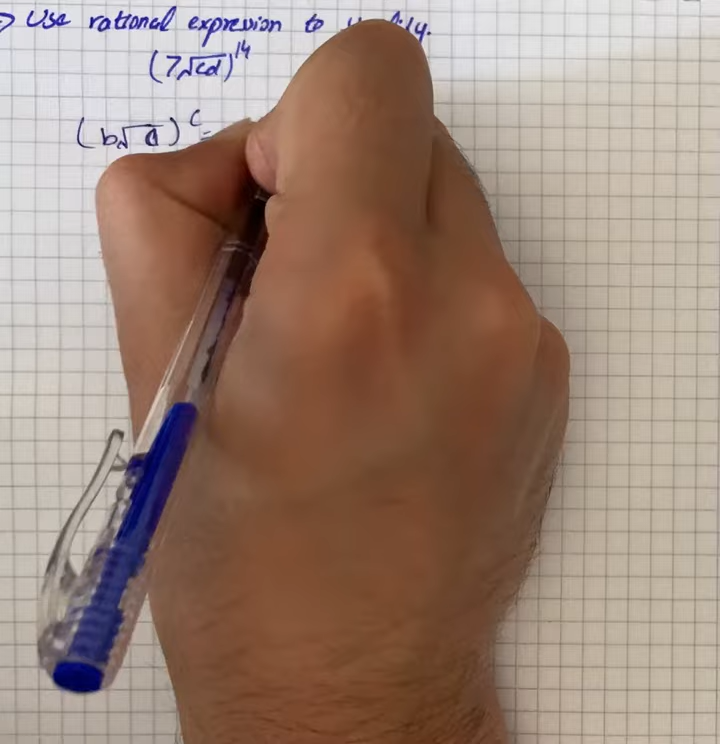 Use rational expression to
(7√cd)^14
(b√a)^c =